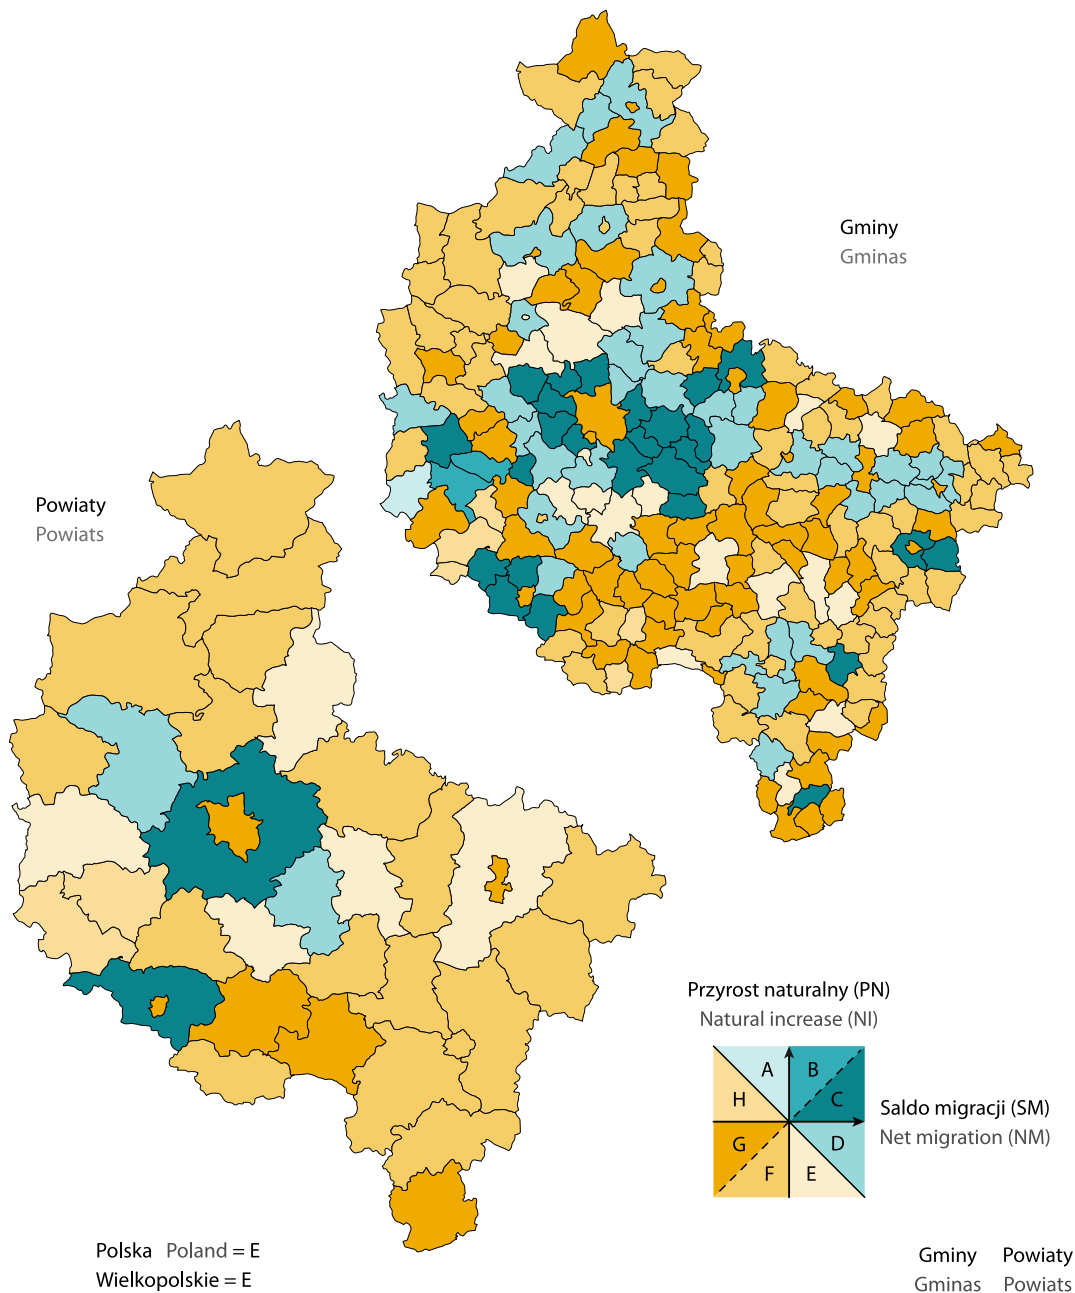 Gminy
Gminas
Powiaty
Powiats
Przyrost naturalny (PN)
Natural increase (NI)
A B
H C
G D
F E
Saldo migracji (SM)
Net migration (NM)
Polska Poland = E
Wielkopolskie = E
Gminy Powiaty
Gminas Powiats